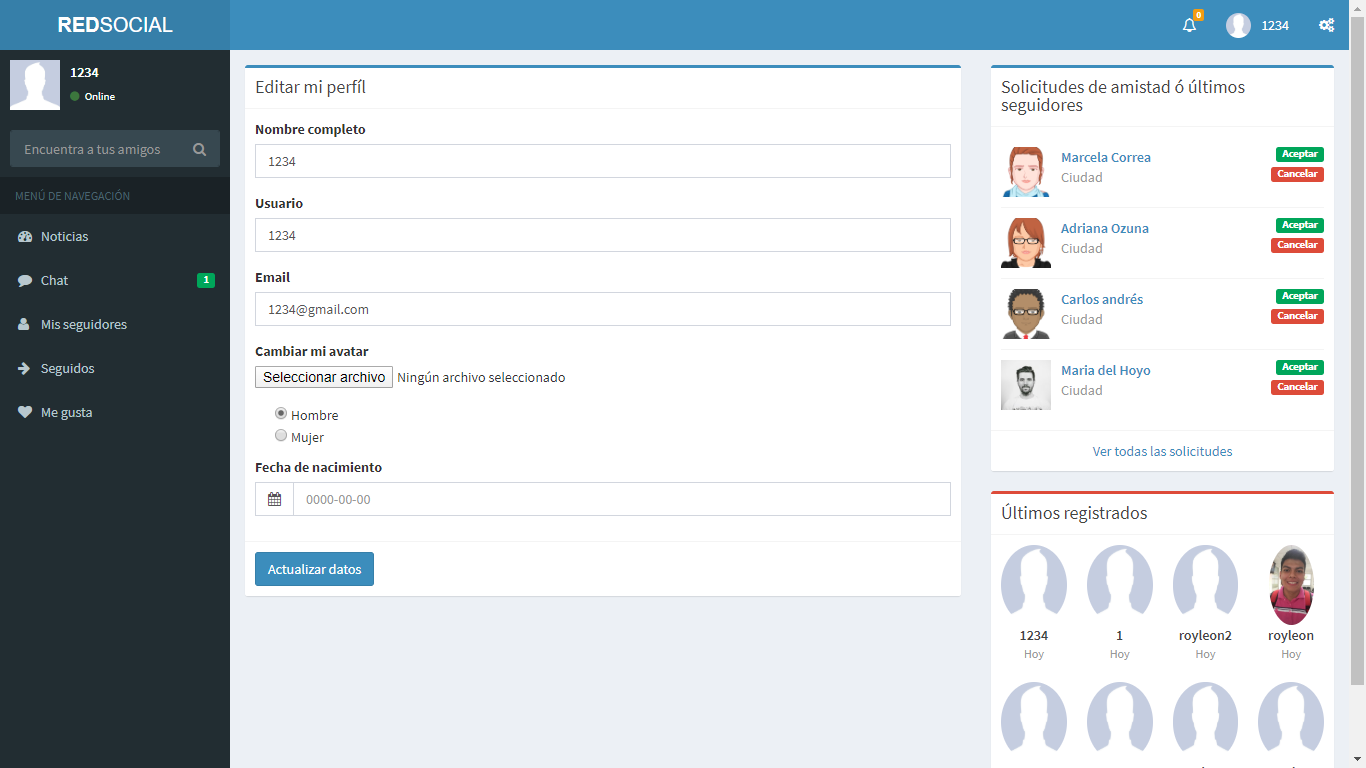 REDSOCIAL
0
1234
1234
Online
Encuentra a tus amigos
MENÚ DE NAVEGACIÓN
Noticias
Chat
1
Mis seguidores
Seguidos
Me gusta
Editar mi perfíl
Nombre completo
1234
Usuario
1234
Email
1234@gmail.com
Cambiar mi avatar
Seleccionar archivo Ningún archivo seleccionado
Hombre
Mujer
Fecha de nacimiento
0000-00-00
Actualizar datos
Solicitudes de amistad ó últimos
seguidores
Marcela Correa
Aceptar
Ciudad
Cancelar
Adriana Ozuna
Aceptar
Ciudad
Cancelar
Carlos andrés
Aceptar
Ciudad
Cancelar
Maria del Hoyo
Aceptar
Ciudad
Cancelar
Ver todas las solicitudes
Últimos registrados
1234 1 royleon2 royleon
Hoy Hoy Hoy Hoy